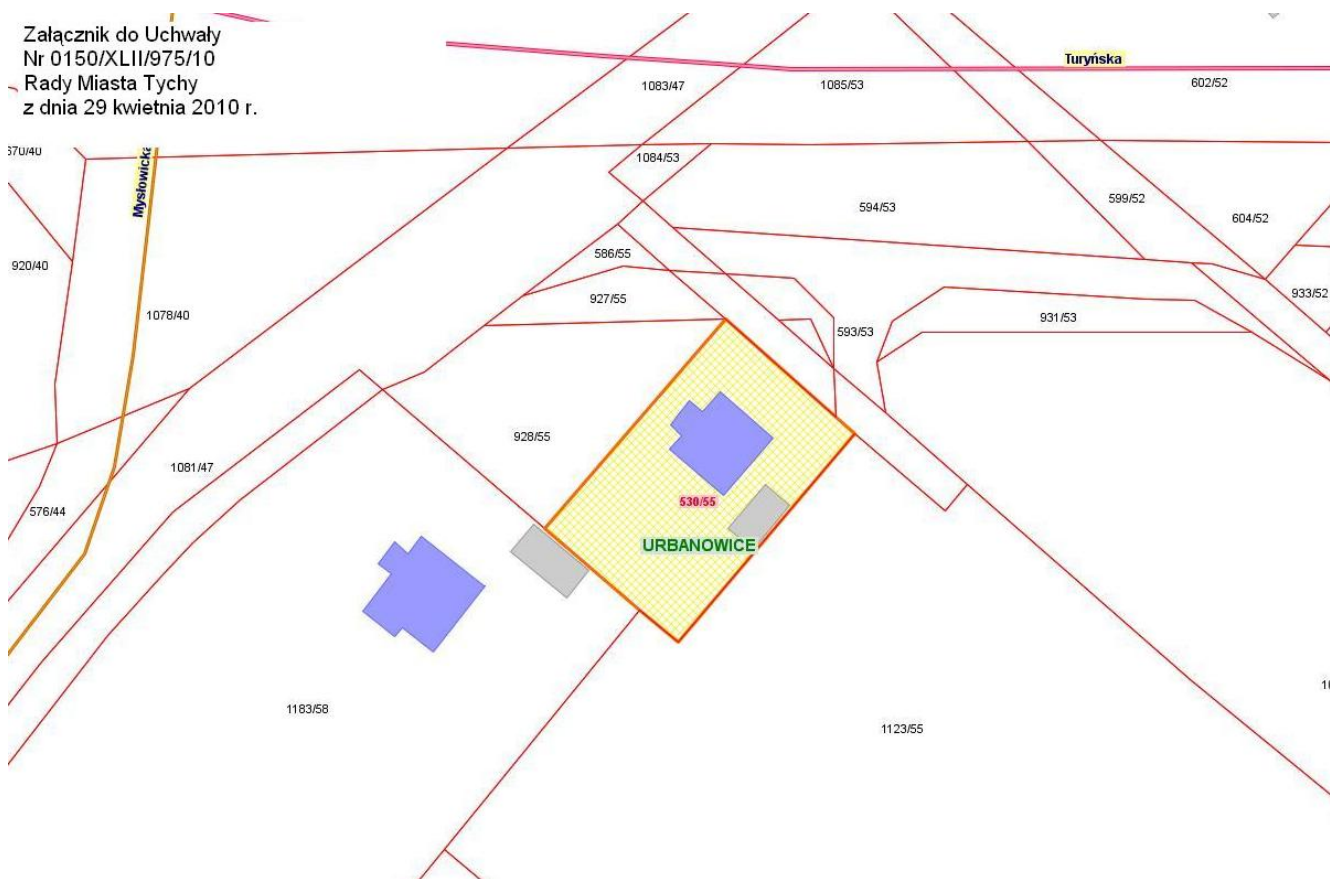 Załącznik do Uchwały
Nr 0150/XLII/975/10
Rady Miasta Tychy
z dnia 29 kwietnia 2010 r.
Turyńska
1083/47
1085/53
602/52
Mysłowicka
1084/53
599/52
594/53
604/52
586/55
920/40
933/52
927/55
1078/40
593/53
931/53
928/55
1081/47
530/55
576/44
URBANOWICE
1183/58
1123/55